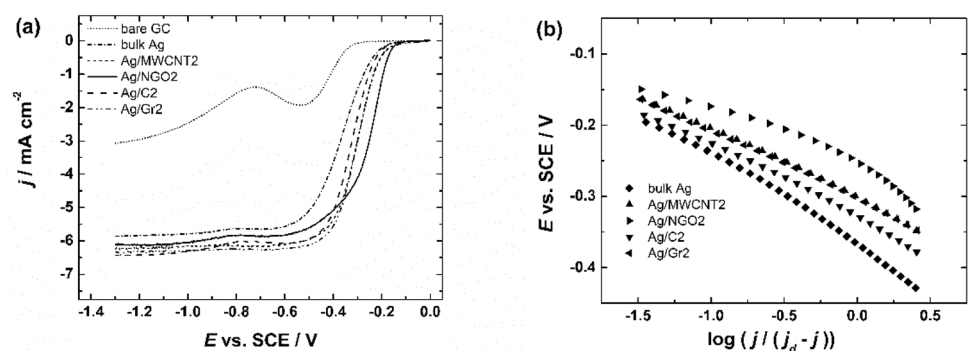 (a)
bare GC
bulk Ag
Ag/MWCNT2
Ag/NGO2
Ag/C2
Ag/Gr2
0
-1
-2
-3
-4
-5
-6
-7
j / mA cm⁻²
-1.4 -1.2 -1.0 -0.8 -0.6 -0.4 -0.2 0.0
E vs. SCE / V
(b)
-0.1
-0.2
-0.3
-0.4
E vs. SCE / V
bulk Ag
Ag/MWCNT2
Ag/NGO2
Ag/C2
Ag/Gr2
-1.5 -1.0 -0.5 0.0 0.5
log (j / (j_d - j))